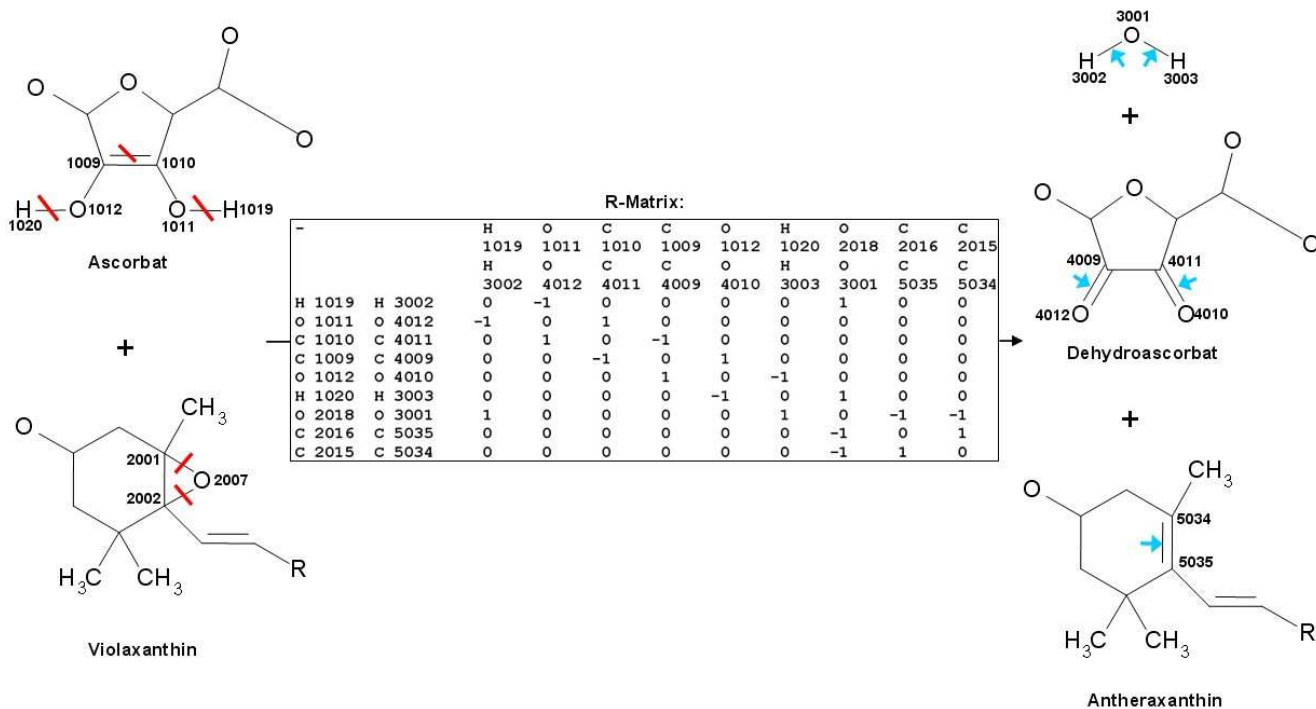 O
O
O
O
1009 1010
H O 1012 O H 1019
1020 1011
Ascorbat
+
O
CH3
2001
O 2007
2002
R
H3C CH3
Violaxanthin
R-Matrix:
- H O C C O H O C C
1019 1011 1010 1009 1012 1020 2018 2016 2015
H O C C O H O C C
3002 4012 4011 4009 4010 3003 3001 5035 5034
H 1019 H 3002 0 -1 0 0 0 0 1 0 0
O 1011 O 4012 -1 0 1 0 0 0 0 0 0
C 1010 C 4011 0 1 0 -1 0 0 0 0 0
C 1009 C 4009 0 0 -1 0 1 0 0 0 0
O 1012 O 4010 0 0 0 1 0 -1 0 0 0
H 1020 H 3003 0 0 0 0 -1 0 1 0 0
O 2018 O 3001 1 0 0 0 0 1 0 -1 -1
C 2016 C 5035 0 0 0 0 0 0 -1 0 1
C 2015 C 5034 0 0 0 0 0 0 -1 1 0
3001
O
H H
3002 3003
+
O
O
O
O
4009 4011
4012 O O 4010
Dehydroascorbat
+
O
CH3
5034
5035
R
H3C CH3
Antheraxanthin